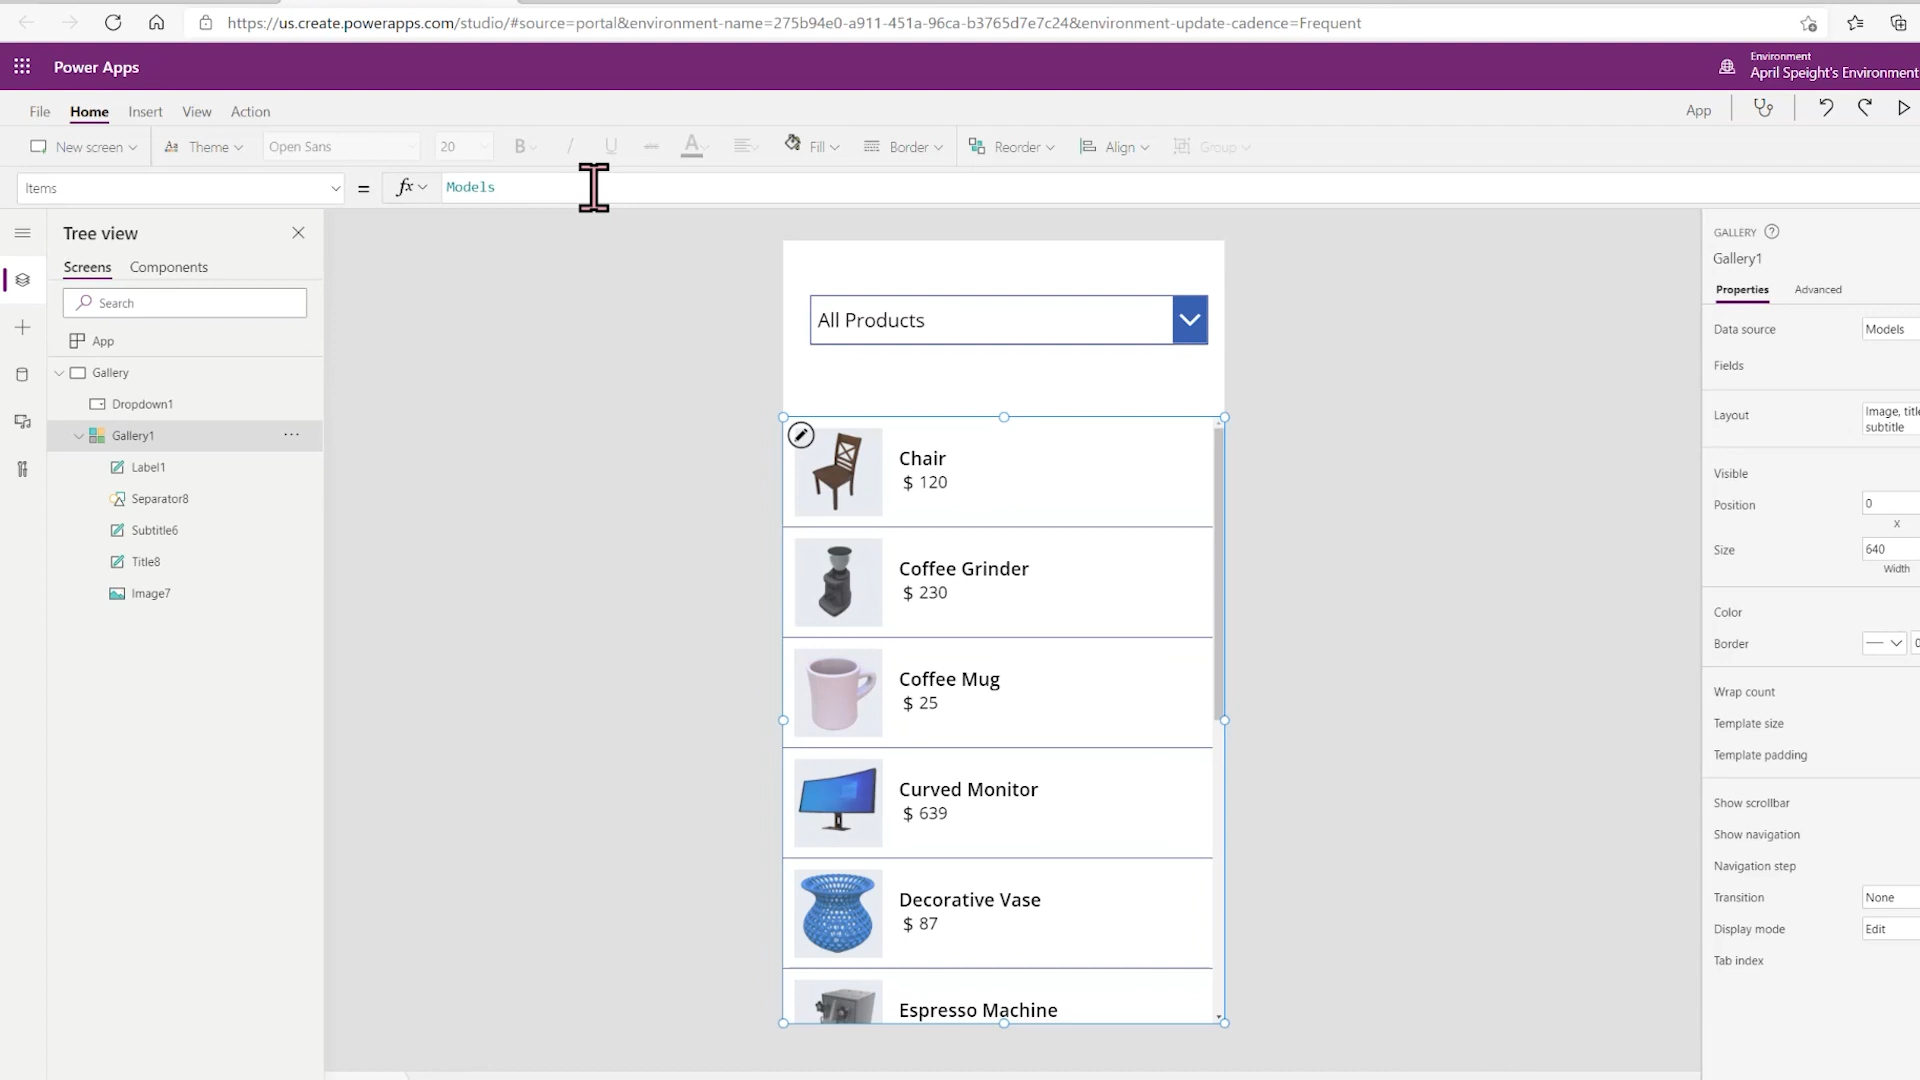 https://us.create.powerapps.com/studio/#source=portal&environment-name=275b94e0-a911-451a-96ca-b3765d7e7c24&environment-update-cadence=Frequent
Power Apps
Environment
April Speight's Environment
File Home Insert View Action
App
New screen Theme Open Sans 20 B / U abc A Fill Border Reorder Align Group
Items = fx Models
Tree view
Screens Components
Search
App
Gallery
Dropdown1
Gallery1 ...
Label1
Separator8
Subtitle6
Title8
Image7
All Products
Chair
$ 120
Coffee Grinder
$ 230
Coffee Mug
$ 25
Curved Monitor
$ 639
Decorative Vase
$ 87
Espresso Machine
GALLERY ?
Gallery1
Properties Advanced
Data source Models
Fields
Layout Image, title
subtitle
Visible
Position 0
X
Size 640
Width
Color
Border 0
Wrap count
Template size
Template padding
Show scrollbar
Show navigation
Navigation step
Transition None
Display mode Edit
Tab index